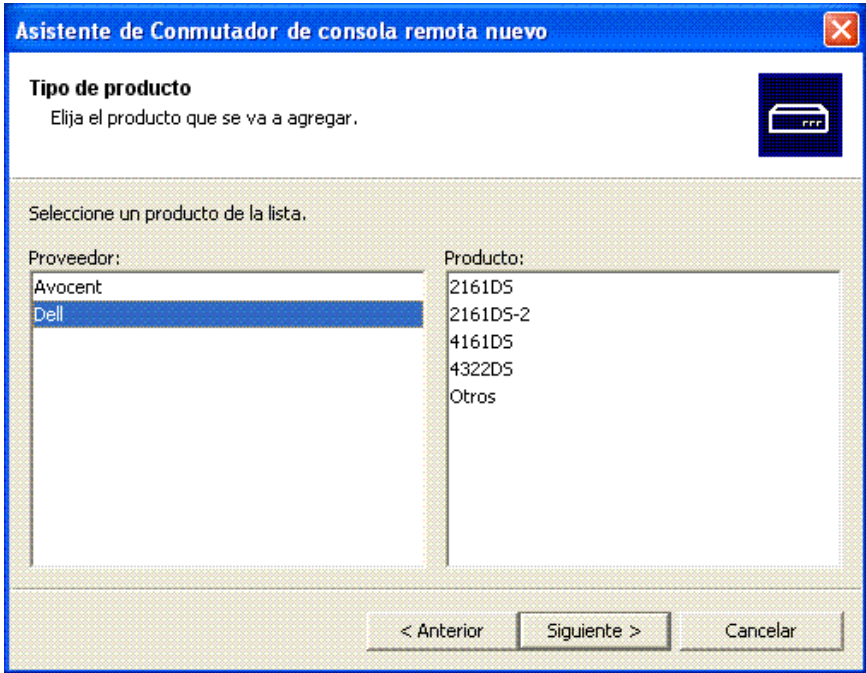 Asistente de Conmutador de consola remota nuevo
Tipo de producto
Elija el producto que se va a agregar.
Seleccione un producto de la lista.
Proveedor:
Avocent
Dell
Producto:
2161DS
2161DS-2
4161DS
4322DS
Otros
< Anterior
Siguiente >
Cancelar